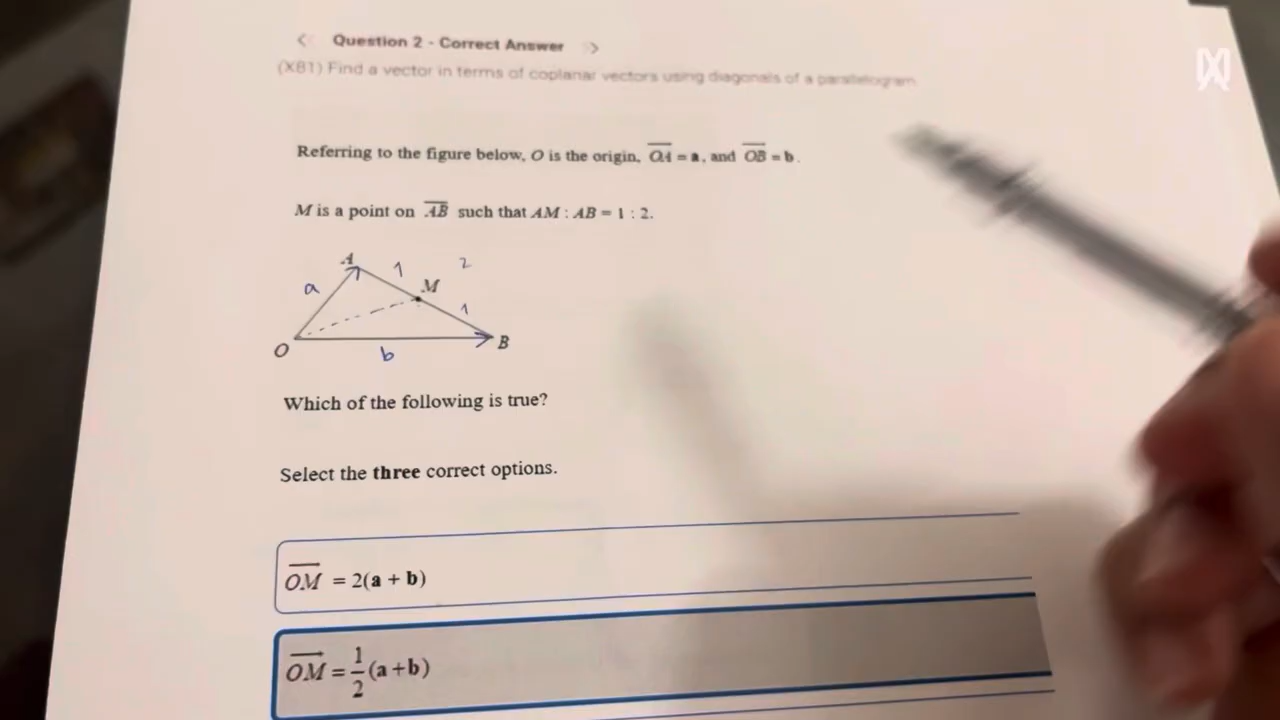 Question 2 - Correct Answer
(X81) Find a vector in terms of coplanar vectors using diagonals of a parallelogram
Referring to the figure below, O is the origin, OA = a, and OB = b.
M is a point on AB such that AM : AB = 1 : 2.
A 1 2
a M
1
O b B
Which of the following is true?
Select the three correct options.
OM = 2(a + b)
OM = 1/2 (a+b)